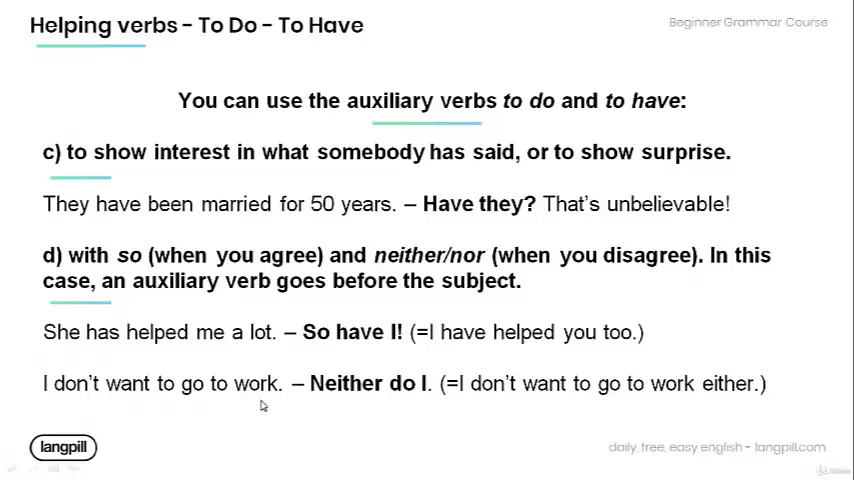 Helping verbs - To Do - To Have
Beginner Grammar Course
You can use the auxiliary verbs to do and to have:
c) to show interest in what somebody has said, or to show surprise.
They have been married for 50 years. – Have they? That's unbelievable!
d) with so (when you agree) and neither/nor (when you disagree). In this
case, an auxiliary verb goes before the subject.
She has helped me a lot. – So have I! (=I have helped you too.)
I don't want to go to work. – Neither do I. (=I don't want to go to work either.)
langpill
daily, free, easy english - langpill.com